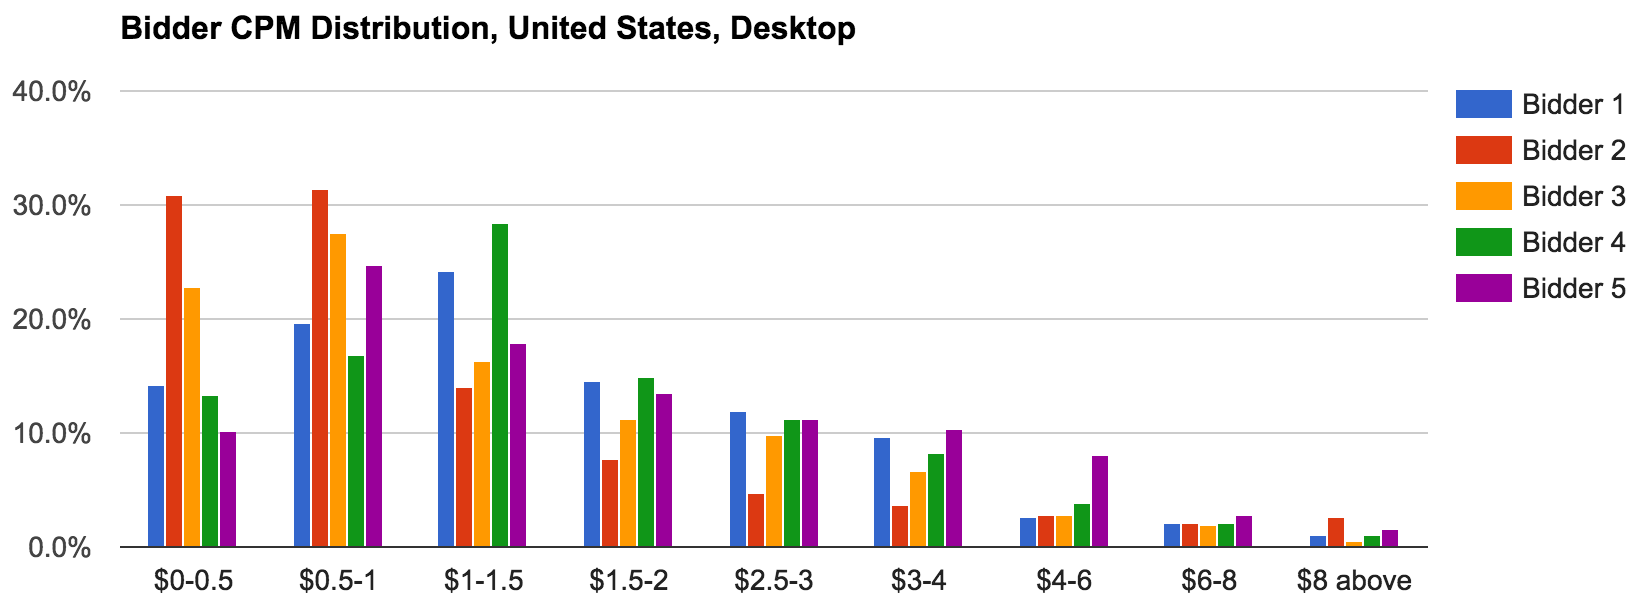 Bidder CPM Distribution, United States, Desktop
40.0%
30.0%
20.0%
10.0%
0.0%
$0-0.5 $0.5-1 $1-1.5 $1.5-2 $2.5-3 $3-4 $4-6 $6-8 $8 above
Bidder 1
Bidder 2
Bidder 3
Bidder 4
Bidder 5